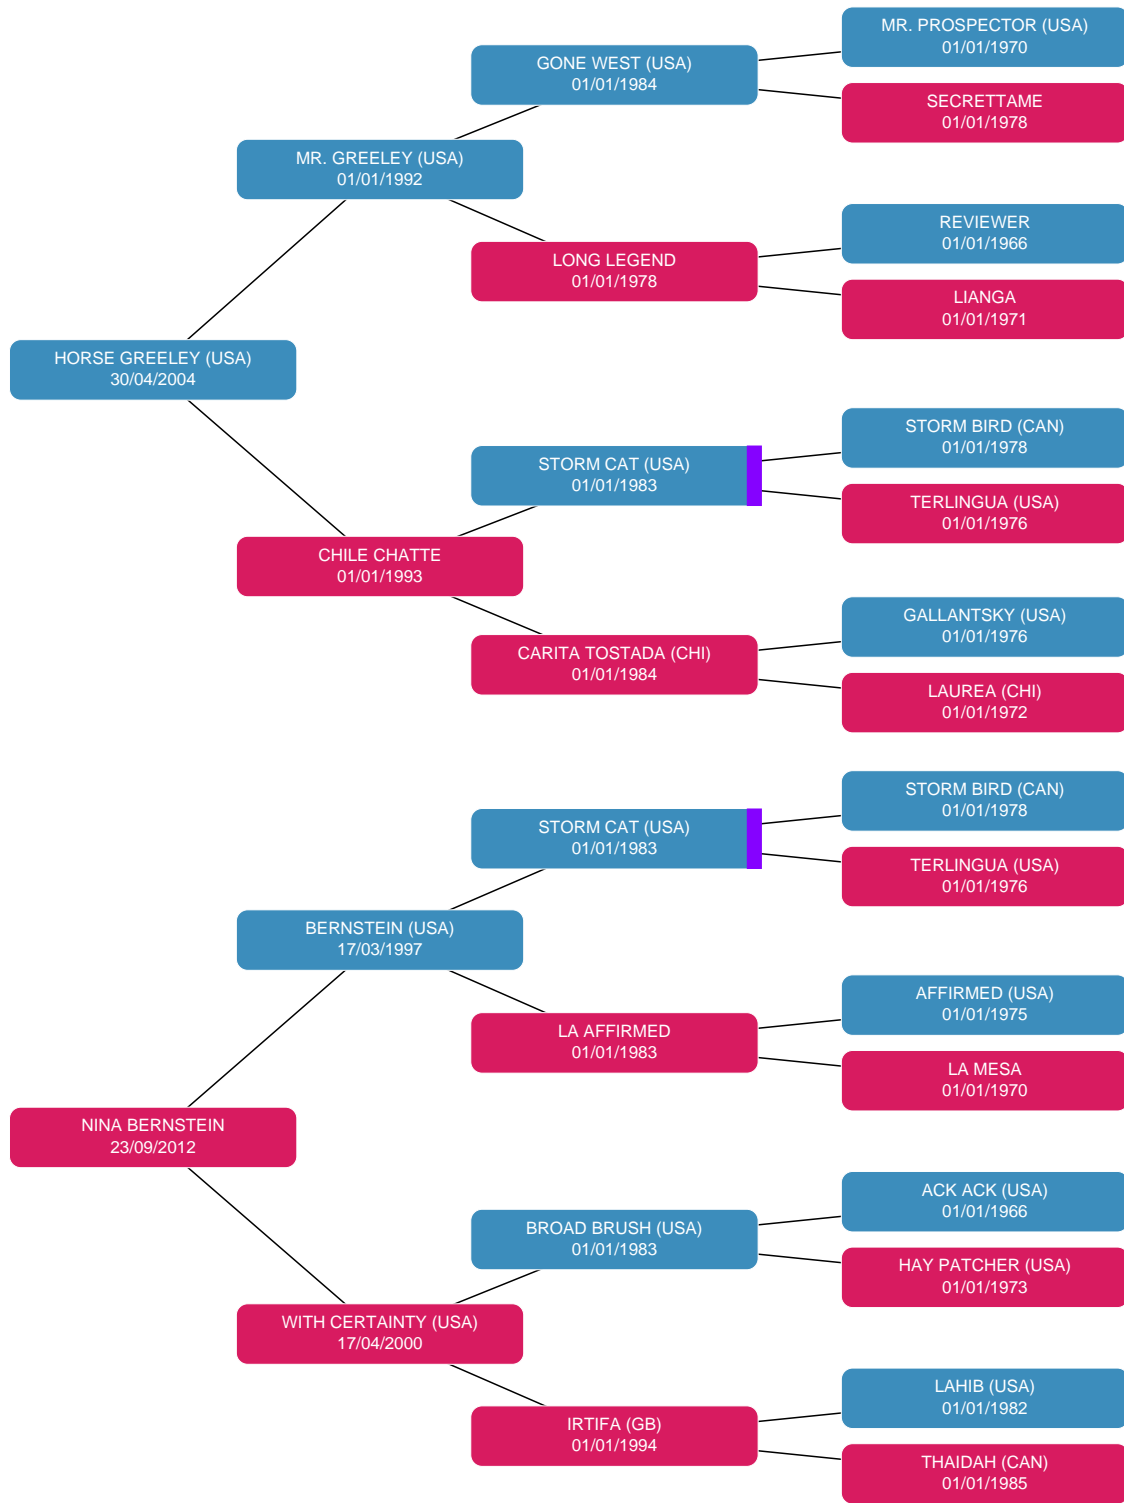 MR. PROSPECTOR (USA)
01/01/1970
GONE WEST (USA)
01/01/1984
SECRETTAME
01/01/1978
MR. GREELEY (USA)
01/01/1992
REVIEWER
01/01/1966
LONG LEGEND
01/01/1978
LIANGA
01/01/1971
HORSE GREELEY (USA)
30/04/2004
STORM BIRD (CAN)
01/01/1978
STORM CAT (USA)
01/01/1983
TERLINGUA (USA)
01/01/1976
CHILE CHATTE
01/01/1993
GALLANTSKY (USA)
01/01/1976
CARITA TOSTADA (CHI)
01/01/1984
LAUREA (CHI)
01/01/1972
STORM BIRD (CAN)
01/01/1978
STORM CAT (USA)
01/01/1983
TERLINGUA (USA)
01/01/1976
BERNSTEIN (USA)
17/03/1997
AFFIRMED (USA)
01/01/1975
LA AFFIRMED
01/01/1983
LA MESA
01/01/1970
NINA BERNSTEIN
23/09/2012
ACK ACK (USA)
01/01/1966
BROAD BRUSH (USA)
01/01/1983
HAY PATCHER (USA)
01/01/1973
WITH CERTAINTY (USA)
17/04/2000
LAHIB (USA)
01/01/1982
IRTIFA (GB)
01/01/1994
THAIDAH (CAN)
01/01/1985